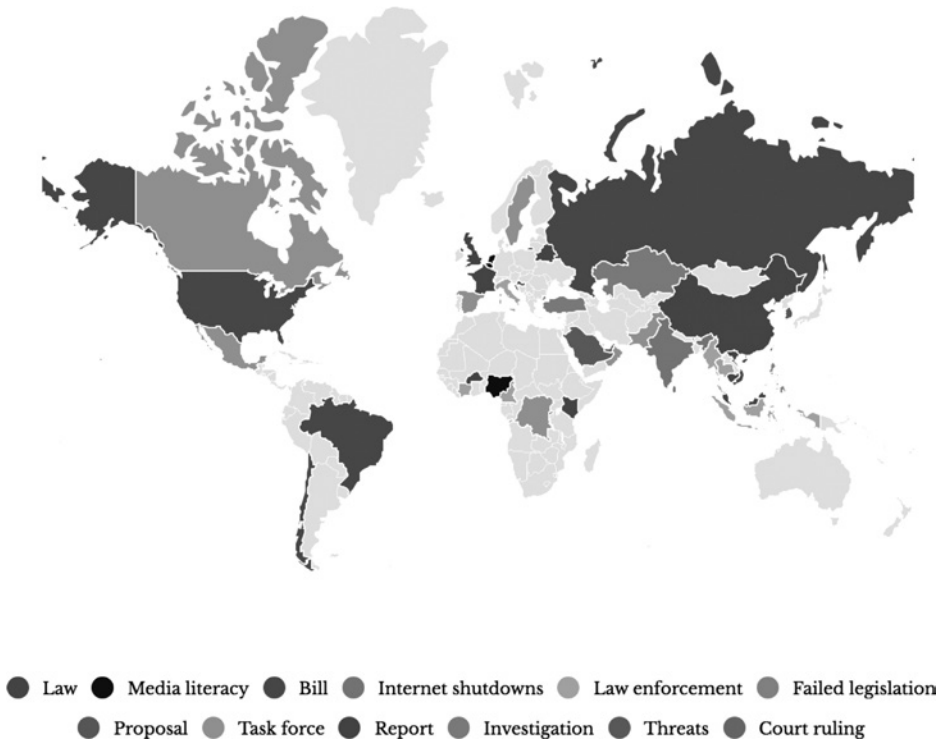 Law Media literacy Bill Internet shutdowns Law enforcement Failed legislation
Proposal Task force Report Investigation Threats Court ruling